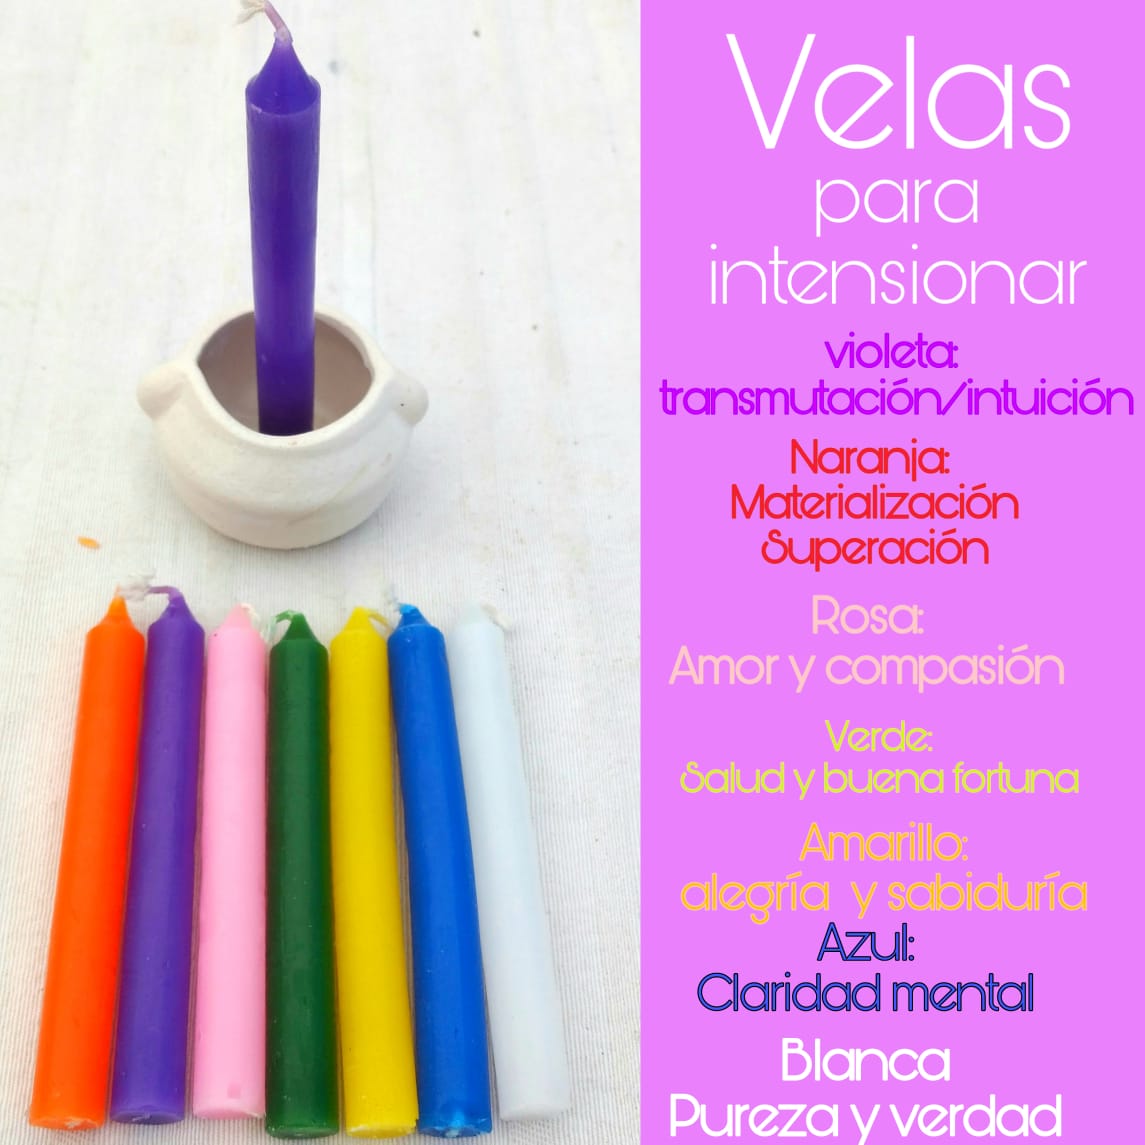 Velas
para
intensionar
violeta:
transmutación/intuición
Naranja:
Materialización
Superación
Rosa:
Amor y compasión
Verde:
Salud y buena fortuna
Amarillo:
alegría y sabiduría
Azul:
Claridad mental
Blanca
Pureza y verdad